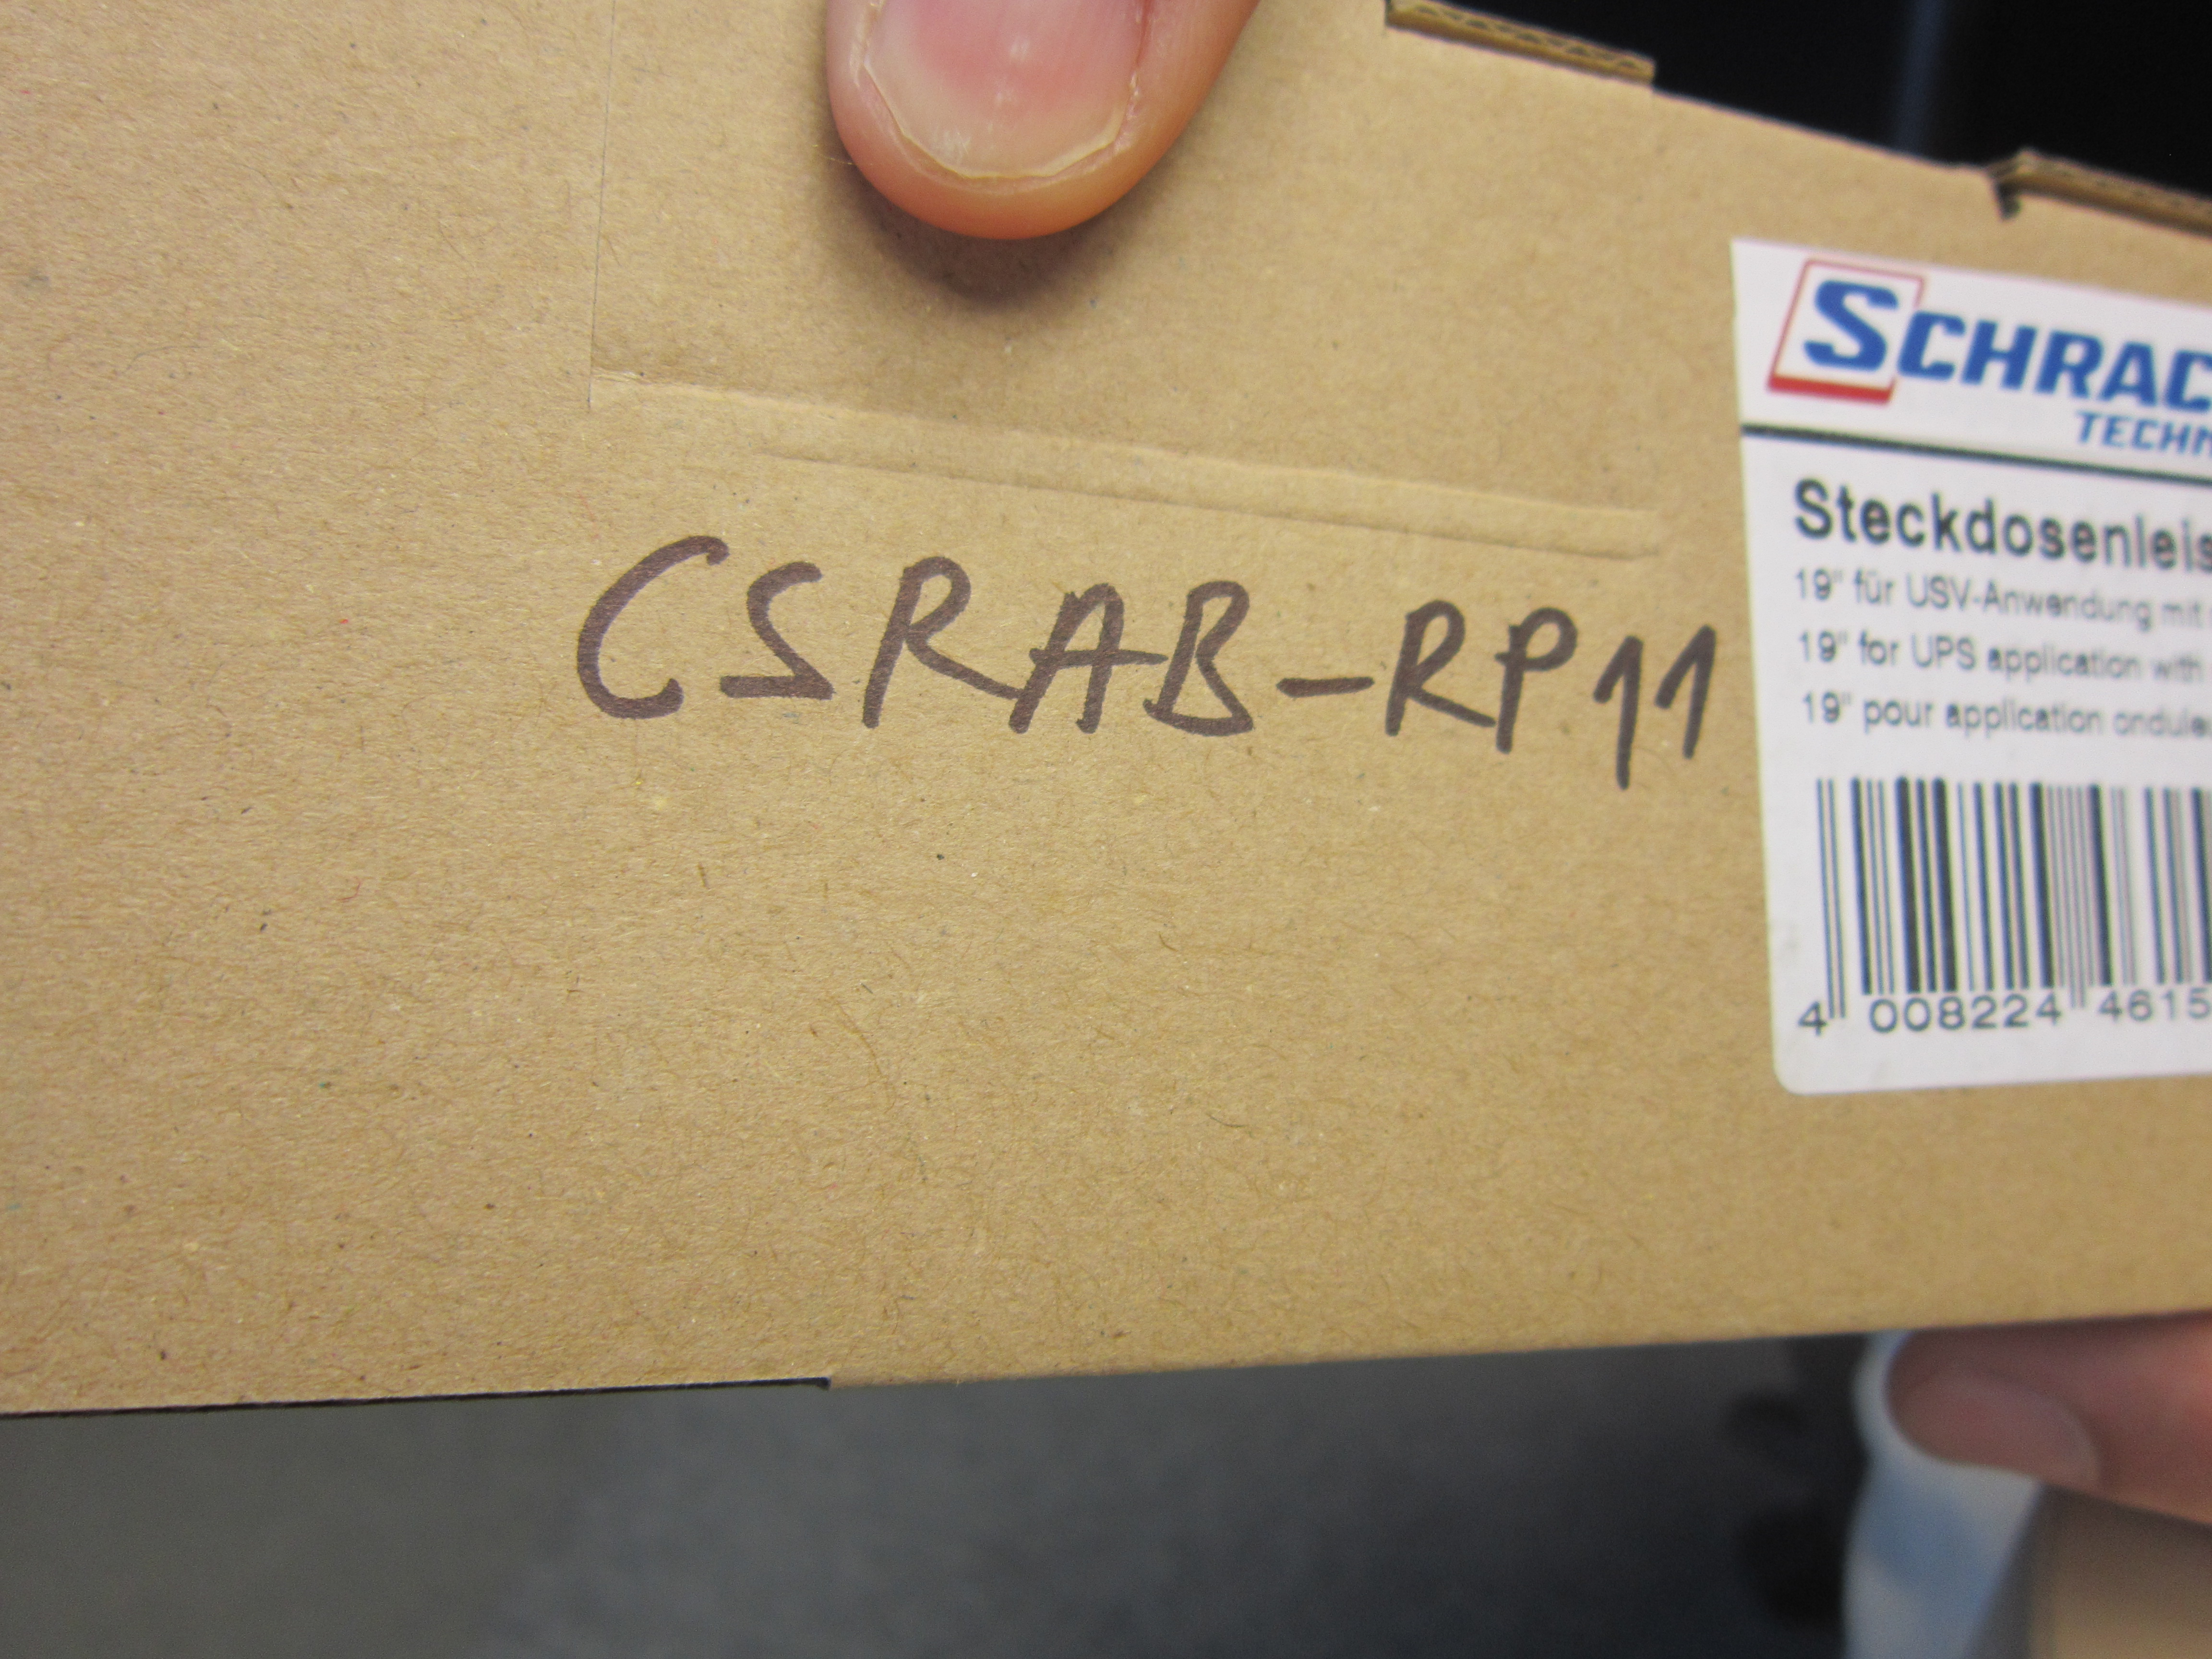 CSRAB-RP11
SCHRAC
TECHN
Steckdosenleis
19" für USV-Anwendung mit
19" for UPS application with
19" pour application ondule
4 008224 4615